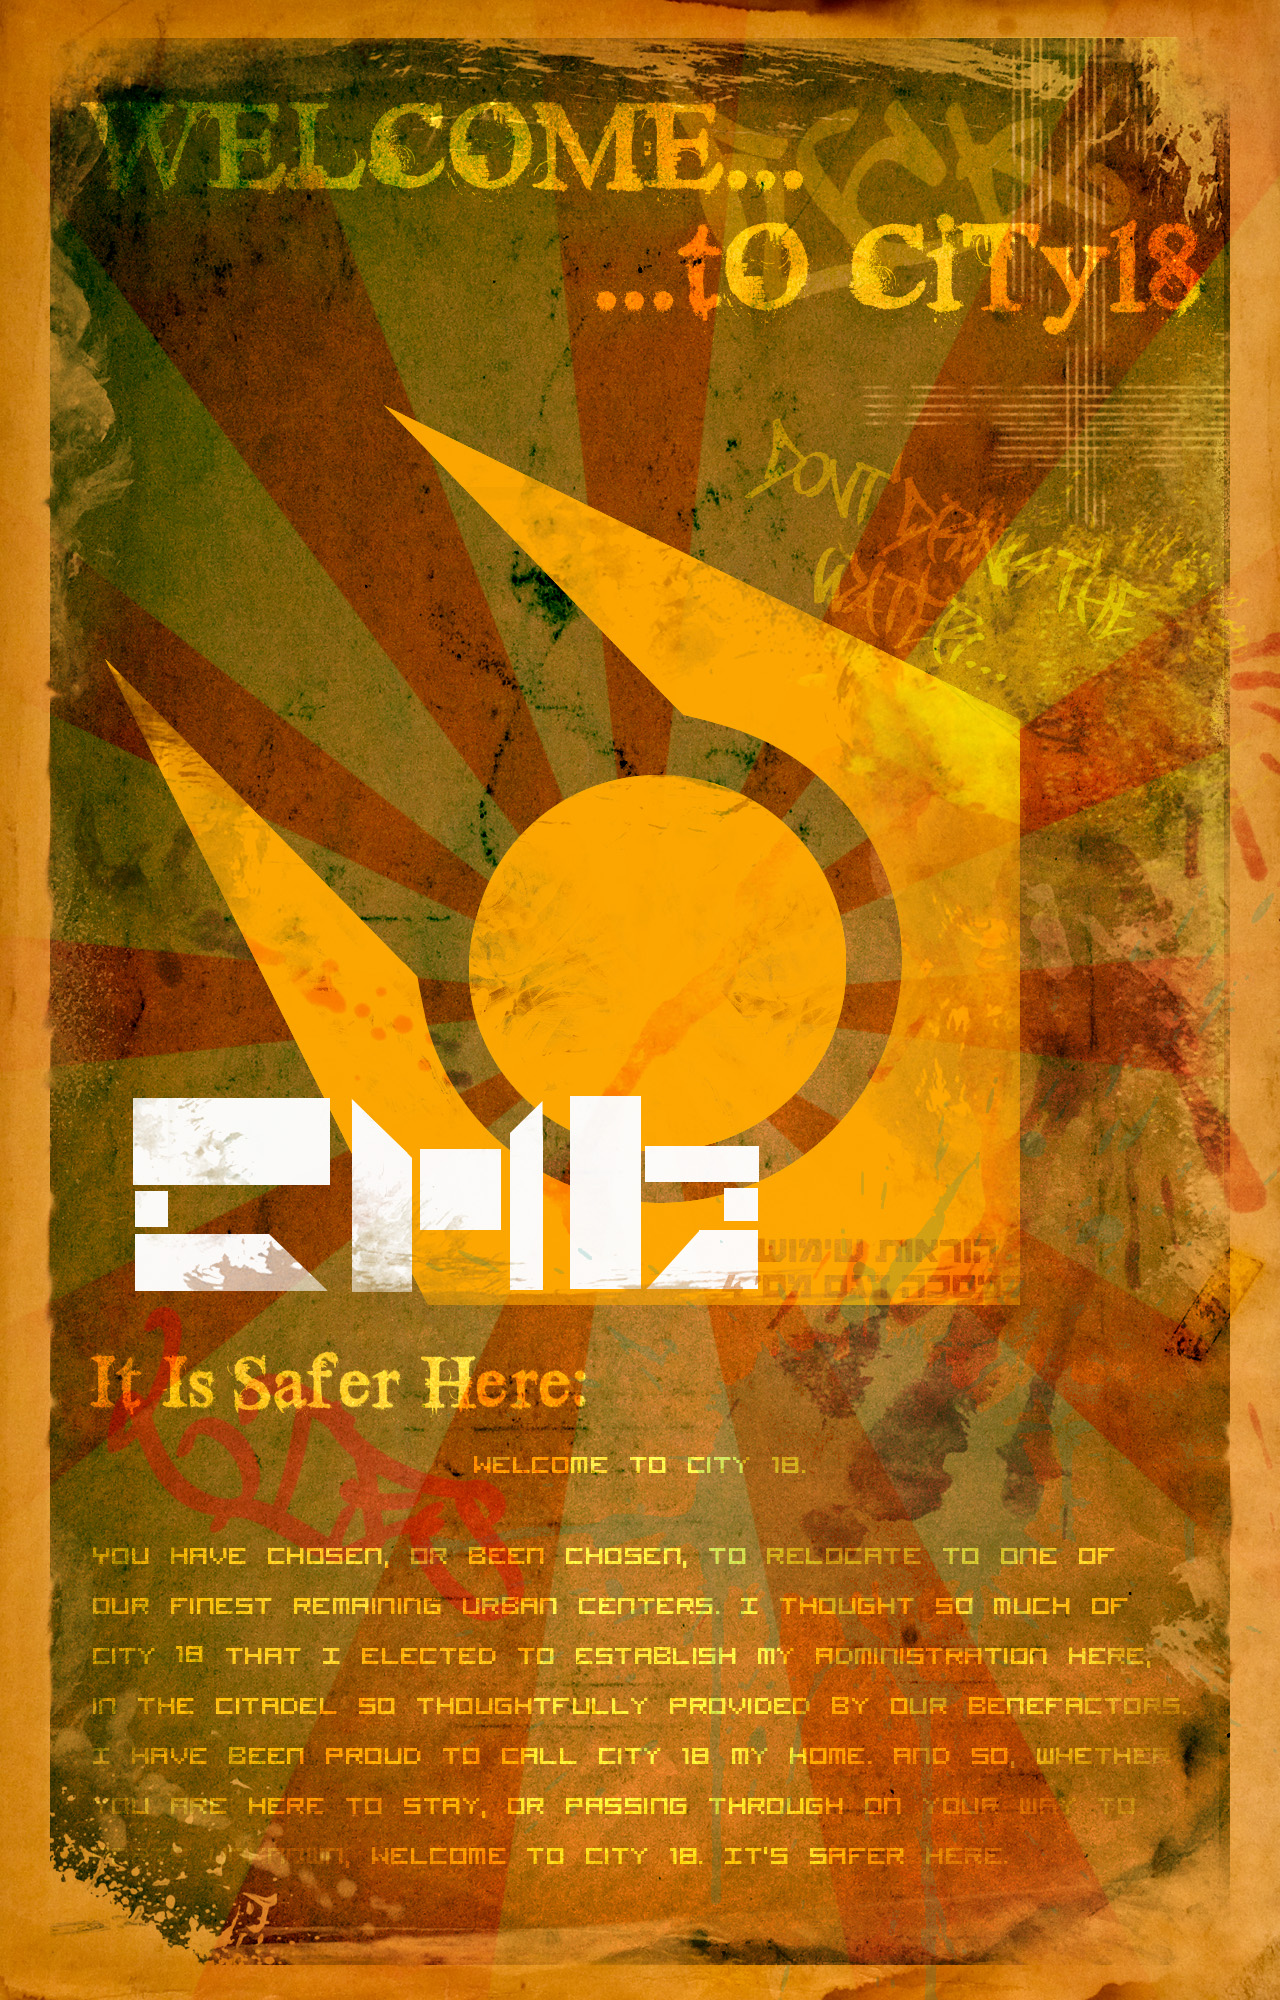 WELCOME...
...tO CiTy18
DONT DRINK THE
WATER...
הוראות שימוש
It Is Safer Here:
WELCOME TO CITY 18.
YOU HAVE CHOSEN, OR BEEN CHOSEN, TO RELOCATE TO ONE OF
OUR FINEST REMAINING URBAN CENTERS. I THOUGHT SO MUCH OF
CITY 18 THAT I ELECTED TO ESTABLISH MY ADMINISTRATION HERE,
IN THE CITADEL SO THOUGHTFULLY PROVIDED BY OUR BENEFACTORS.
I HAVE BEEN PROUD TO CALL CITY 18 MY HOME. AND SO, WHETHER
YOU ARE HERE TO STAY, OR PASSING THROUGH ON YOUR WAY TO
WELCOME TO CITY 18. IT'S SAFER HERE.